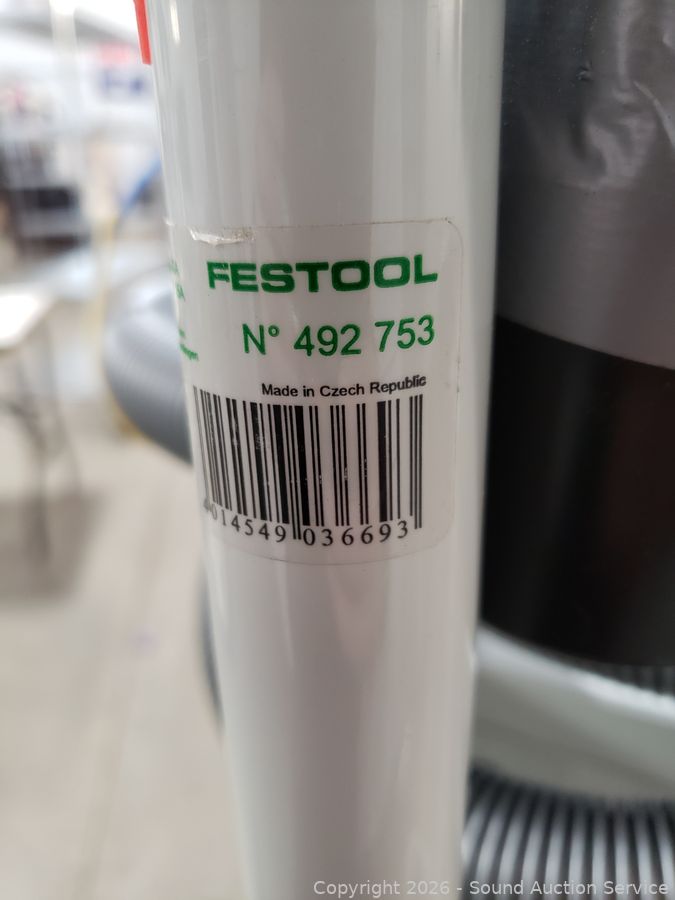 FESTOOL
N° 492 753
Made in Czech Republic
4014549 036693
Copyright 2026 - Sound Auction Service